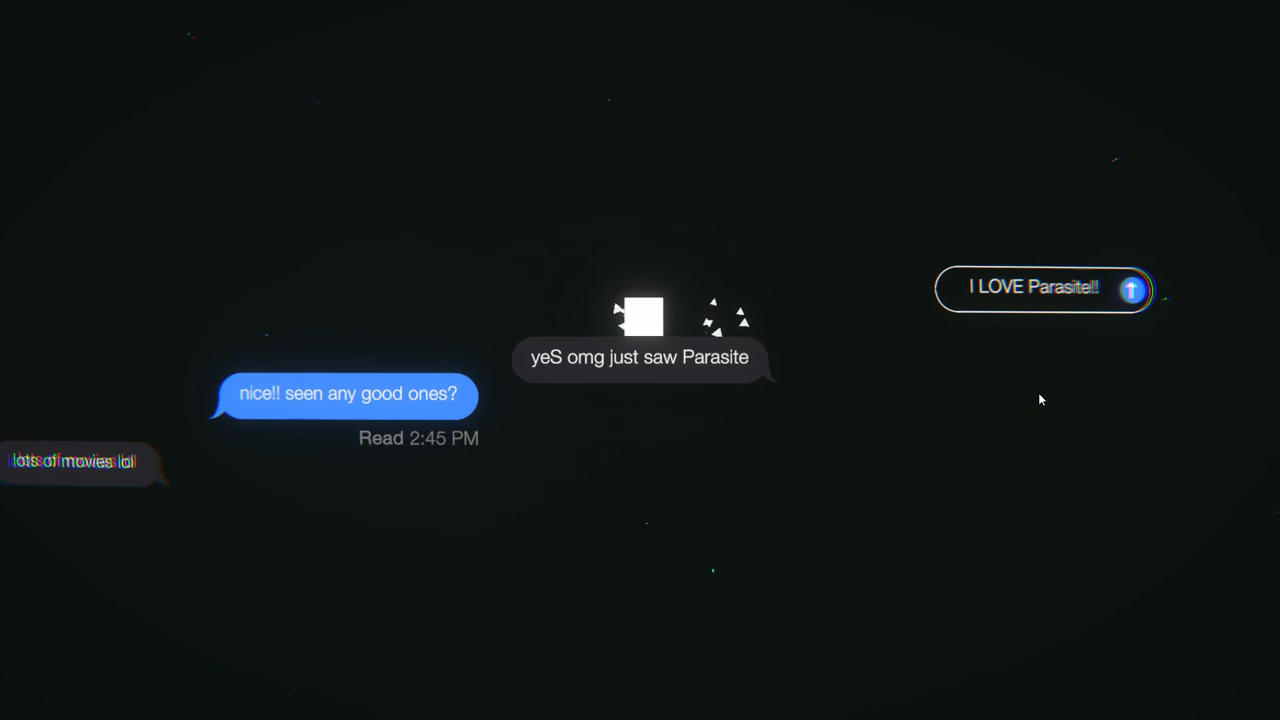 lots of movies lol
nice!! seen any good ones?
Read 2:45 PM
yeS omg just saw Parasite
I LOVE Parasite!!